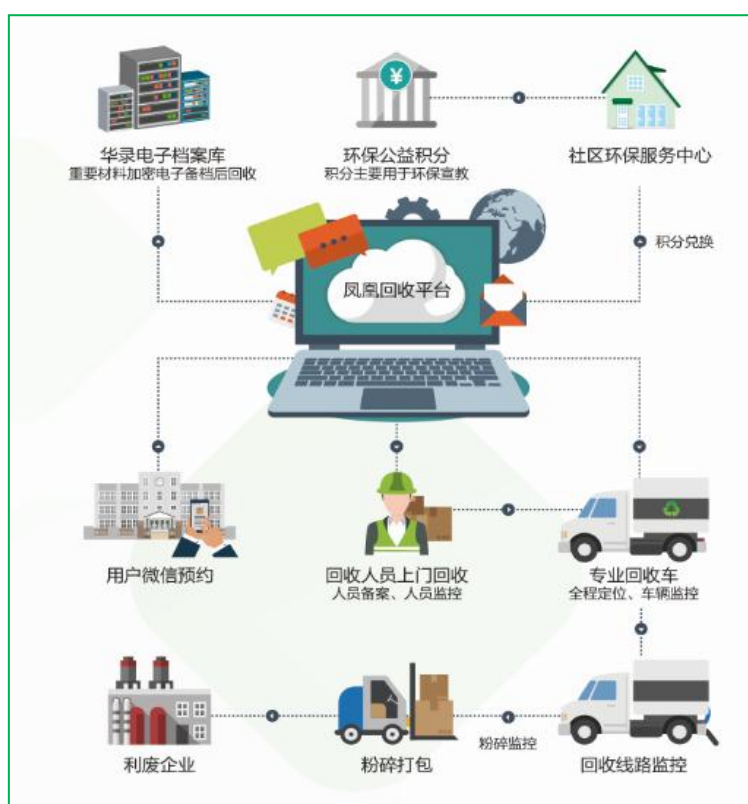 华录电子档案库
重要材料加密电子备档后回收
¥
环保公益积分
积分主要用于环保宣教
社区环保服务中心
积分兑换
凤凰回收平台
用户微信预约
回收人员上门回收
人员备案、人员监控
专业回收车
全程定位、车辆监控
利废企业
粉碎打包
粉碎监控
回收线路监控